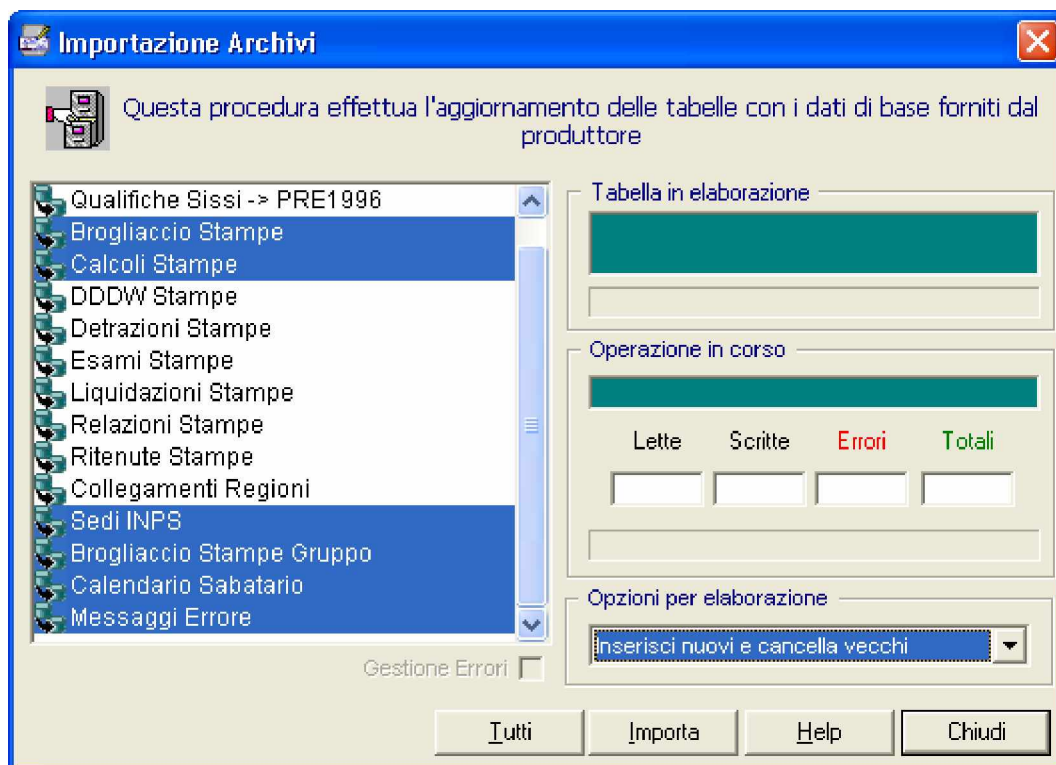 Importazione Archivi
Questa procedura effettua l'aggiornamento delle tabelle con i dati di base forniti dal
produttore
Qualifiche Sissi -> PRE1996
Brogliaccio Stampe
Calcoli Stampe
DDDW Stampe
Detrazioni Stampe
Esami Stampe
Liquidazioni Stampe
Relazioni Stampe
Ritenute Stampe
Collegamenti Regioni
Sedi INPS
Brogliaccio Stampe Gruppo
Calendario Sabatario
Messaggi Errore
Gestione Errori
Tabella in elaborazione
Operazione in corso
Lette Scritte Errori Totali
Opzioni per elaborazione
Inserisci nuovi e cancella vecchi
Tutti Importa Help Chiudi